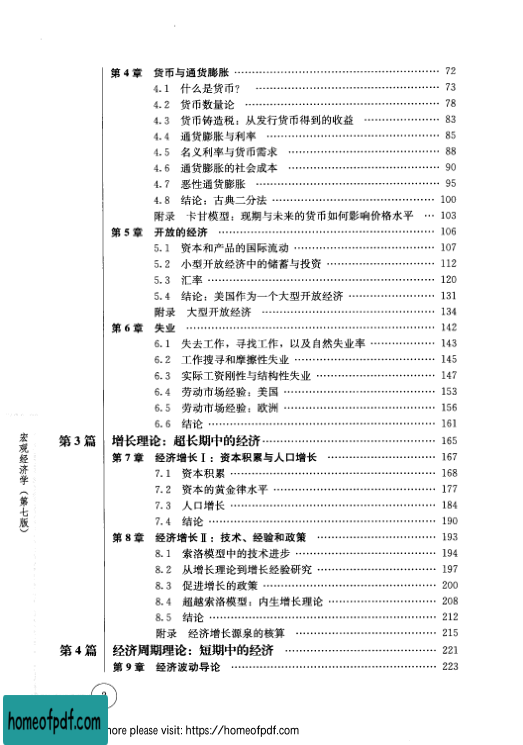 第4章 货币与通货膨胀 …… 72
4.1 什么是货币? …… 73
4.2 货币数量论 …… 78
4.3 货币铸造税：从发行货币得到的收益 …… 83
4.4 通货膨胀与利率 …… 85
4.5 名义利率与货币需求 …… 88
4.6 通货膨胀的社会成本 …… 90
4.7 恶性通货膨胀 …… 95
4.8 结论：古典二分法 …… 100
附录 卡甘模型：现期与未来的货币如何影响价格水平 … 103
第5章 开放的经济 …… 106
5.1 资本和产品的国际流动 …… 107
5.2 小型开放经济中的储蓄与投资 …… 112
5.3 汇率 …… 120
5.4 结论：美国作为一个大型开放经济 …… 131
附录 大型开放经济 …… 134
第6章 失业 …… 142
6.1 失去工作，寻找工作，以及自然失业率 …… 143
6.2 工作搜寻和摩擦性失业 …… 145
6.3 实际工资刚性与结构性失业 …… 147
6.4 劳动市场经验：美国 …… 153
6.5 劳动市场经验：欧洲 …… 156
6.6 结论 …… 161
第3篇 增长理论：超长期中的经济 …… 165
第7章 经济增长Ⅰ：资本积累与人口增长 …… 167
7.1 资本积累 …… 168
7.2 资本的黄金律水平 …… 177
7.3 人口增长 …… 184
7.4 结论 …… 190
第8章 经济增长Ⅱ：技术、经验和政策 …… 193
8.1 索洛模型中的技术进步 …… 194
8.2 从增长理论到增长经验研究 …… 197
8.3 促进增长的政策 …… 200
8.4 超越索洛模型：内生增长理论 …… 208
8.5 结论 …… 212
附录 经济增长源泉的核算 …… 215
第4篇 经济周期理论：短期中的经济 …… 221
第9章 经济波动导论 …… 223
宏观经济学（第七版）
homeofpdf.com
more please visit: https://homeofpdf.com